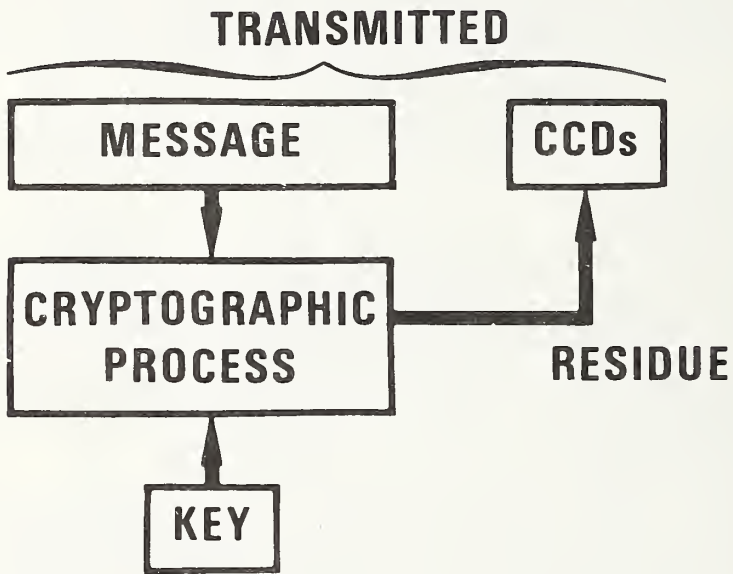 TRANSMITTED
MESSAGE
CCDs
CRYPTOGRAPHIC
PROCESS
RESIDUE
KEY